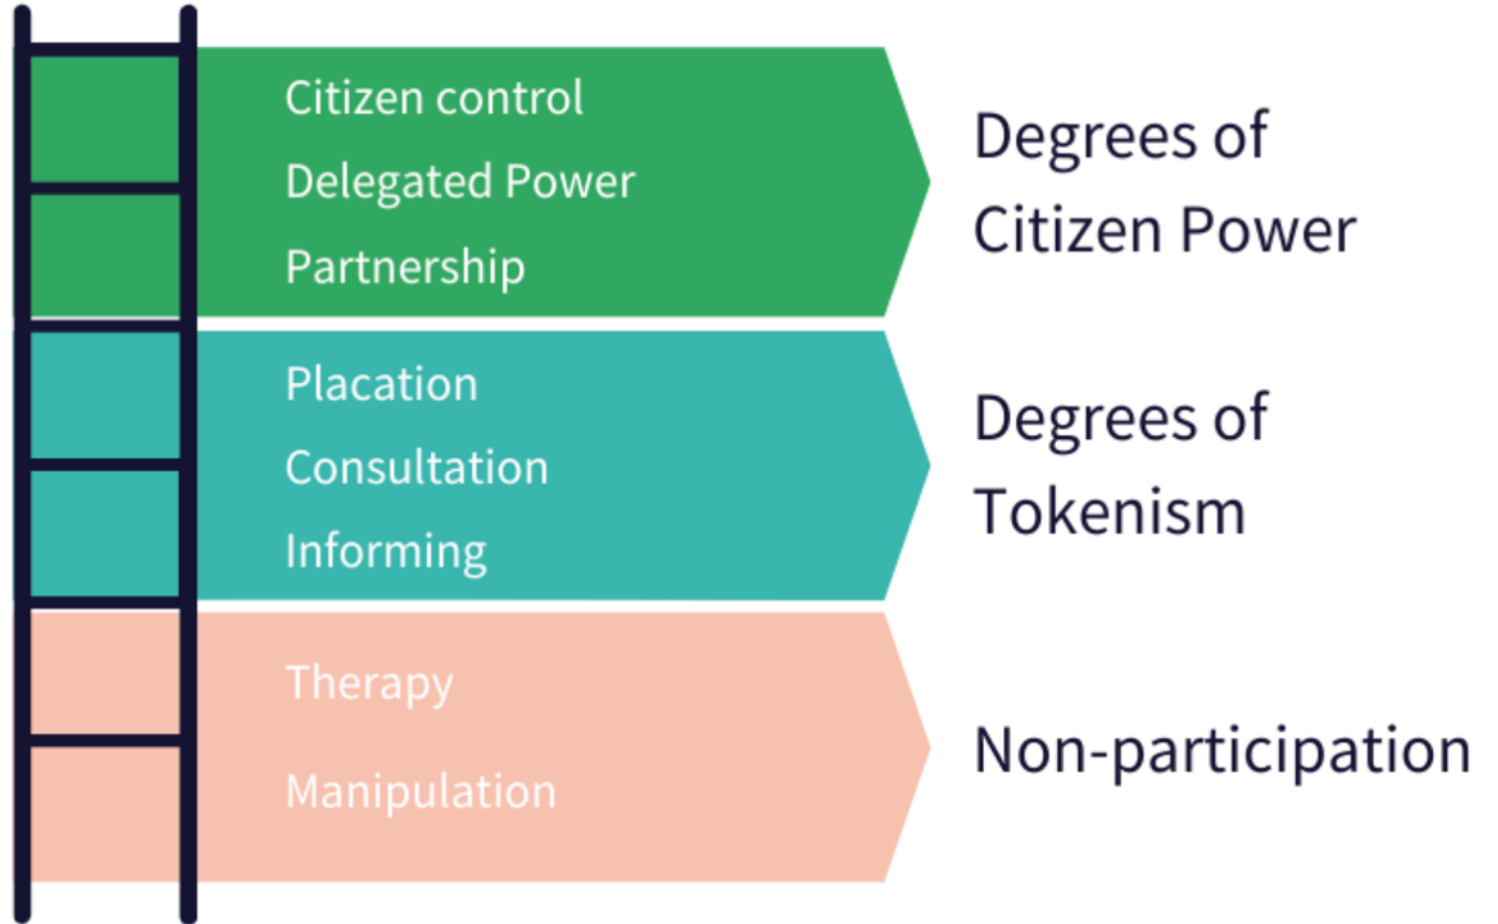 Citizen control
Delegated Power
Partnership
Degrees of
Citizen Power
Placation
Consultation
Informing
Degrees of
Tokenism
Therapy
Manipulation
Non-participation